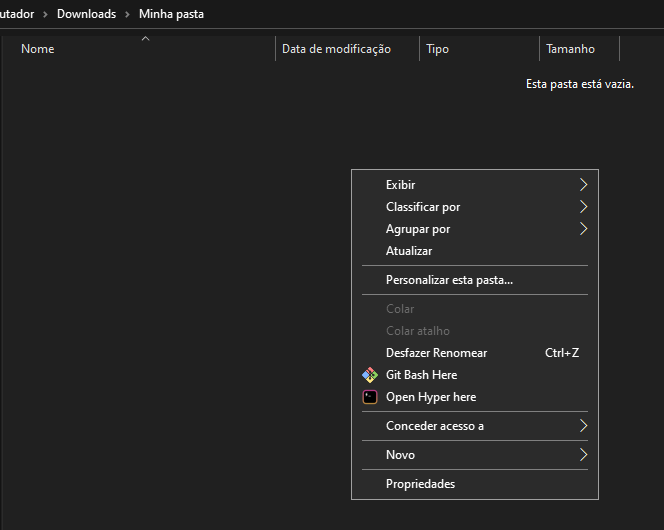 utador > Downloads > Minha pasta
Nome Data de modificação Tipo Tamanho
Esta pasta está vazia.
Exibir
Classificar por
Agrupar por
Atualizar
Personalizar esta pasta...
Colar
Colar atalho
Desfazer Renomear Ctrl+Z
Git Bash Here
Open Hyper here
Conceder acesso a
Novo
Propriedades